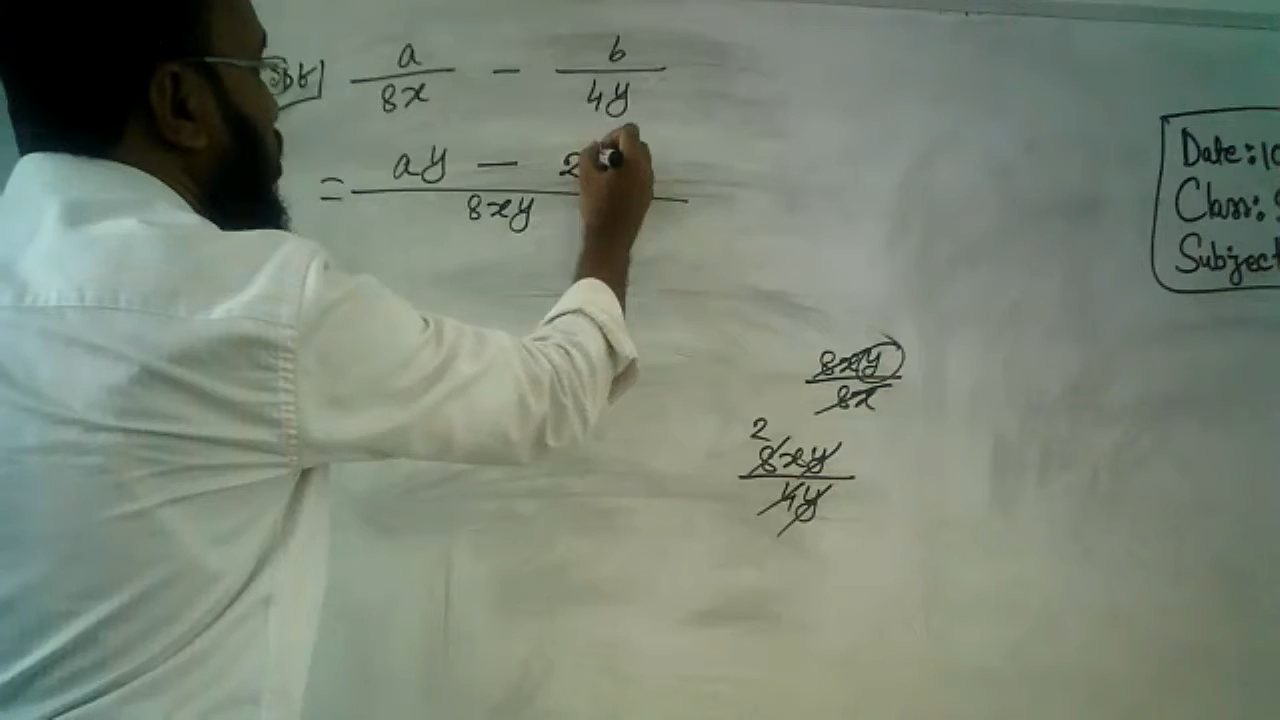 a/8x - b/4y
= ay - 2 / 8xy
8xy/8x
2
8xy/4y
Date:
Class:
Subject